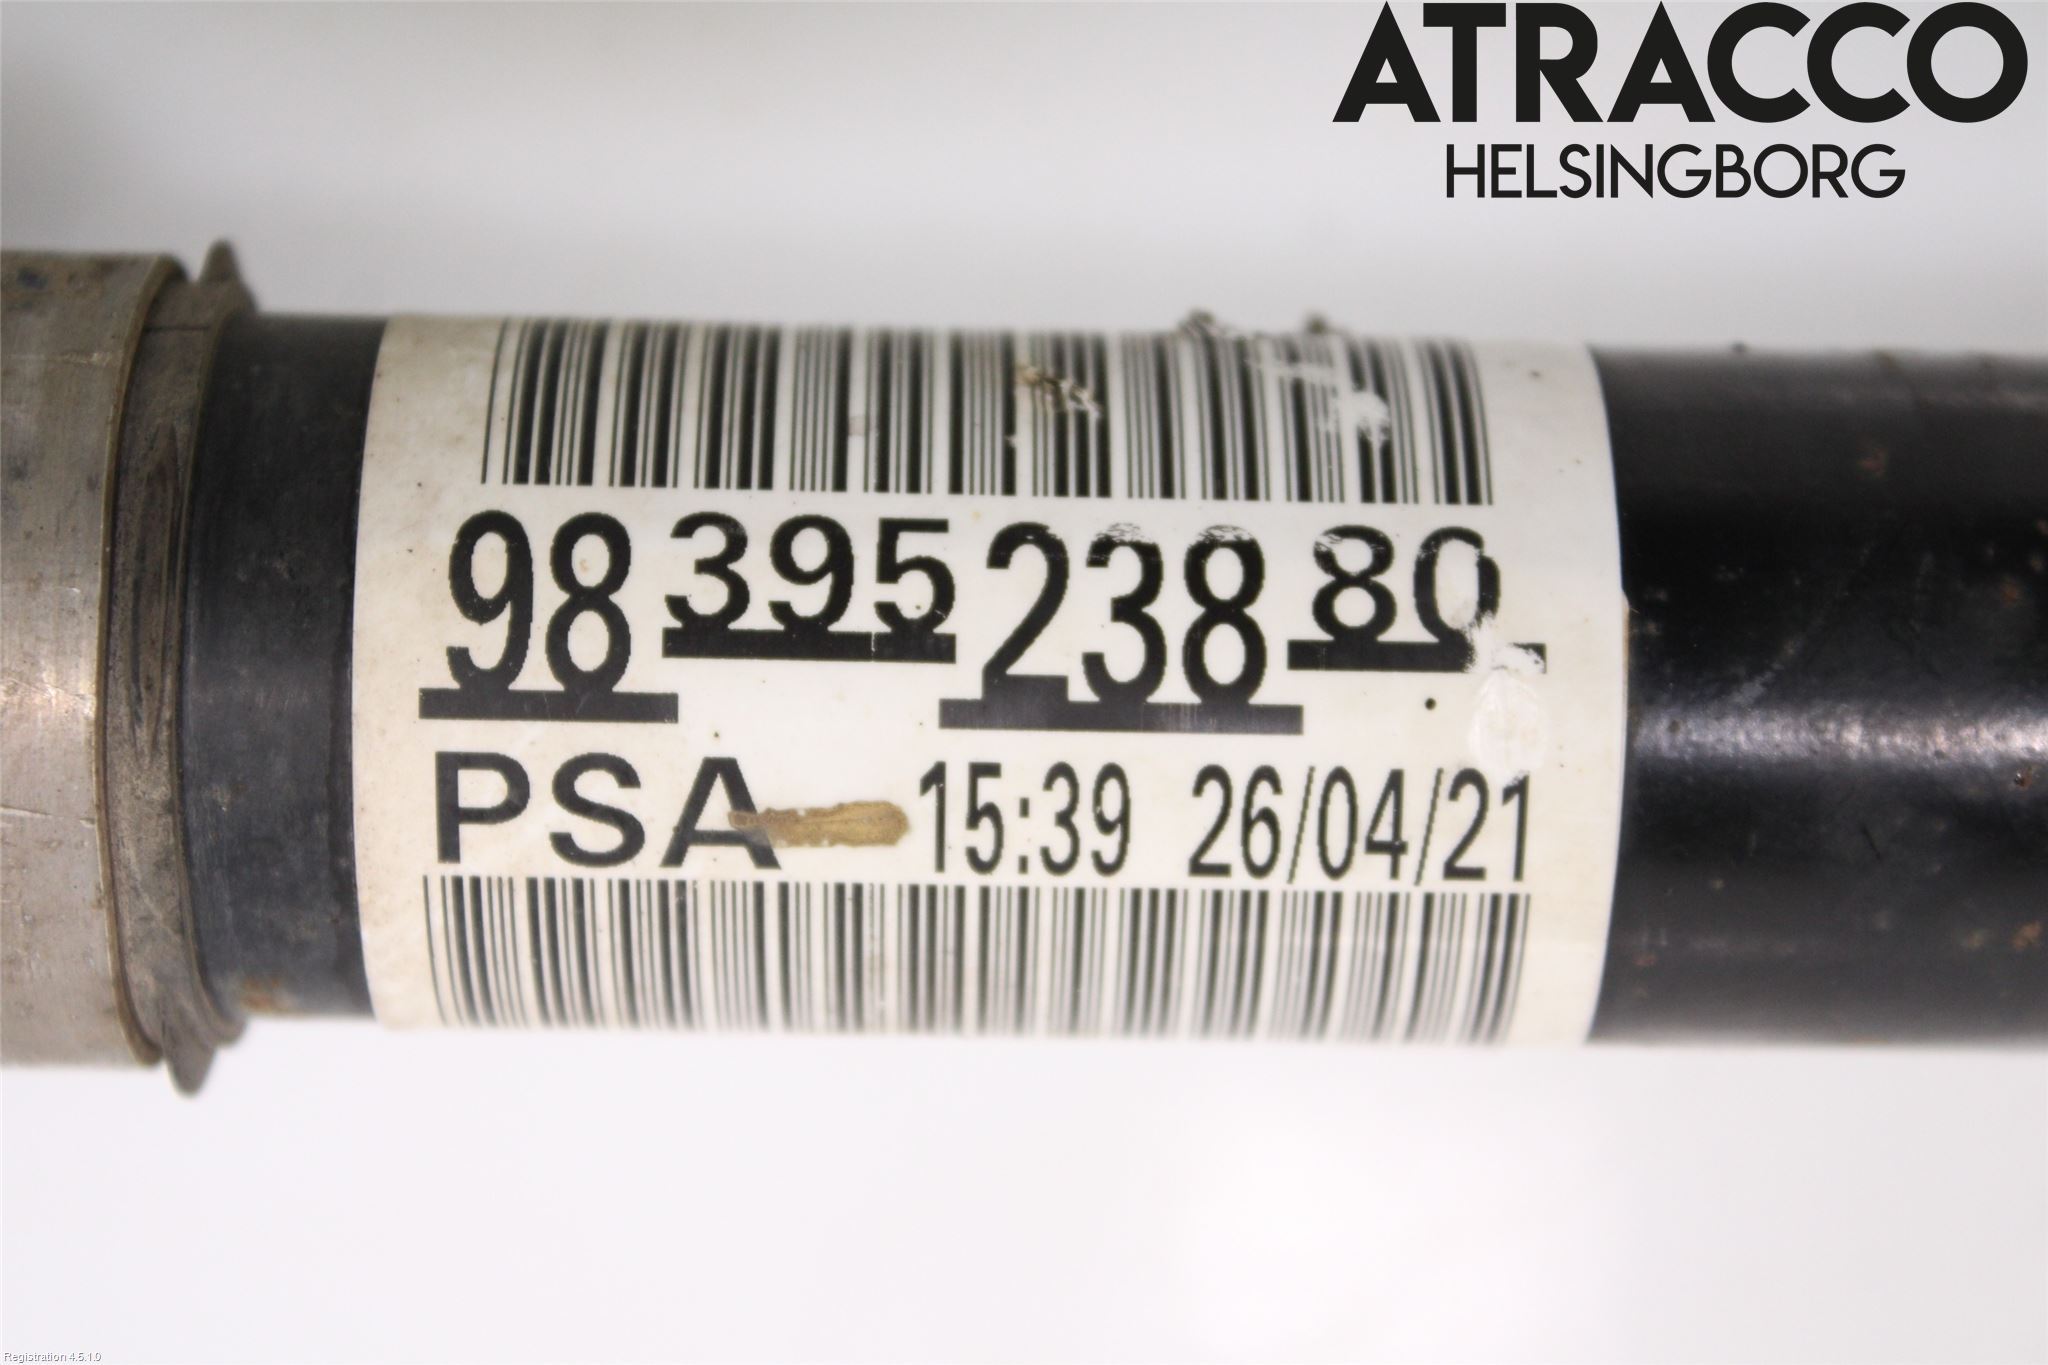 ATRACCO
HELSINGBORG
98 395 238 80
PSA 15:39 26/04/21
Registration 4.5.1.0